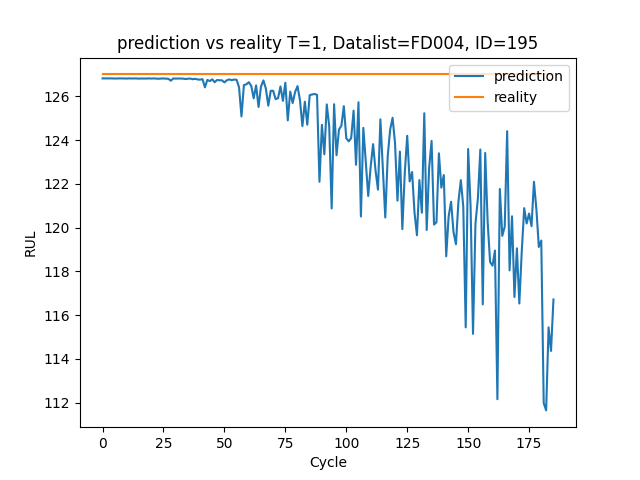 prediction vs reality T=1, Datalist=FD004, ID=195
prediction
reality
RUL
126
124
122
120
118
116
114
112
0 25 50 75 100 125 150 175
Cycle